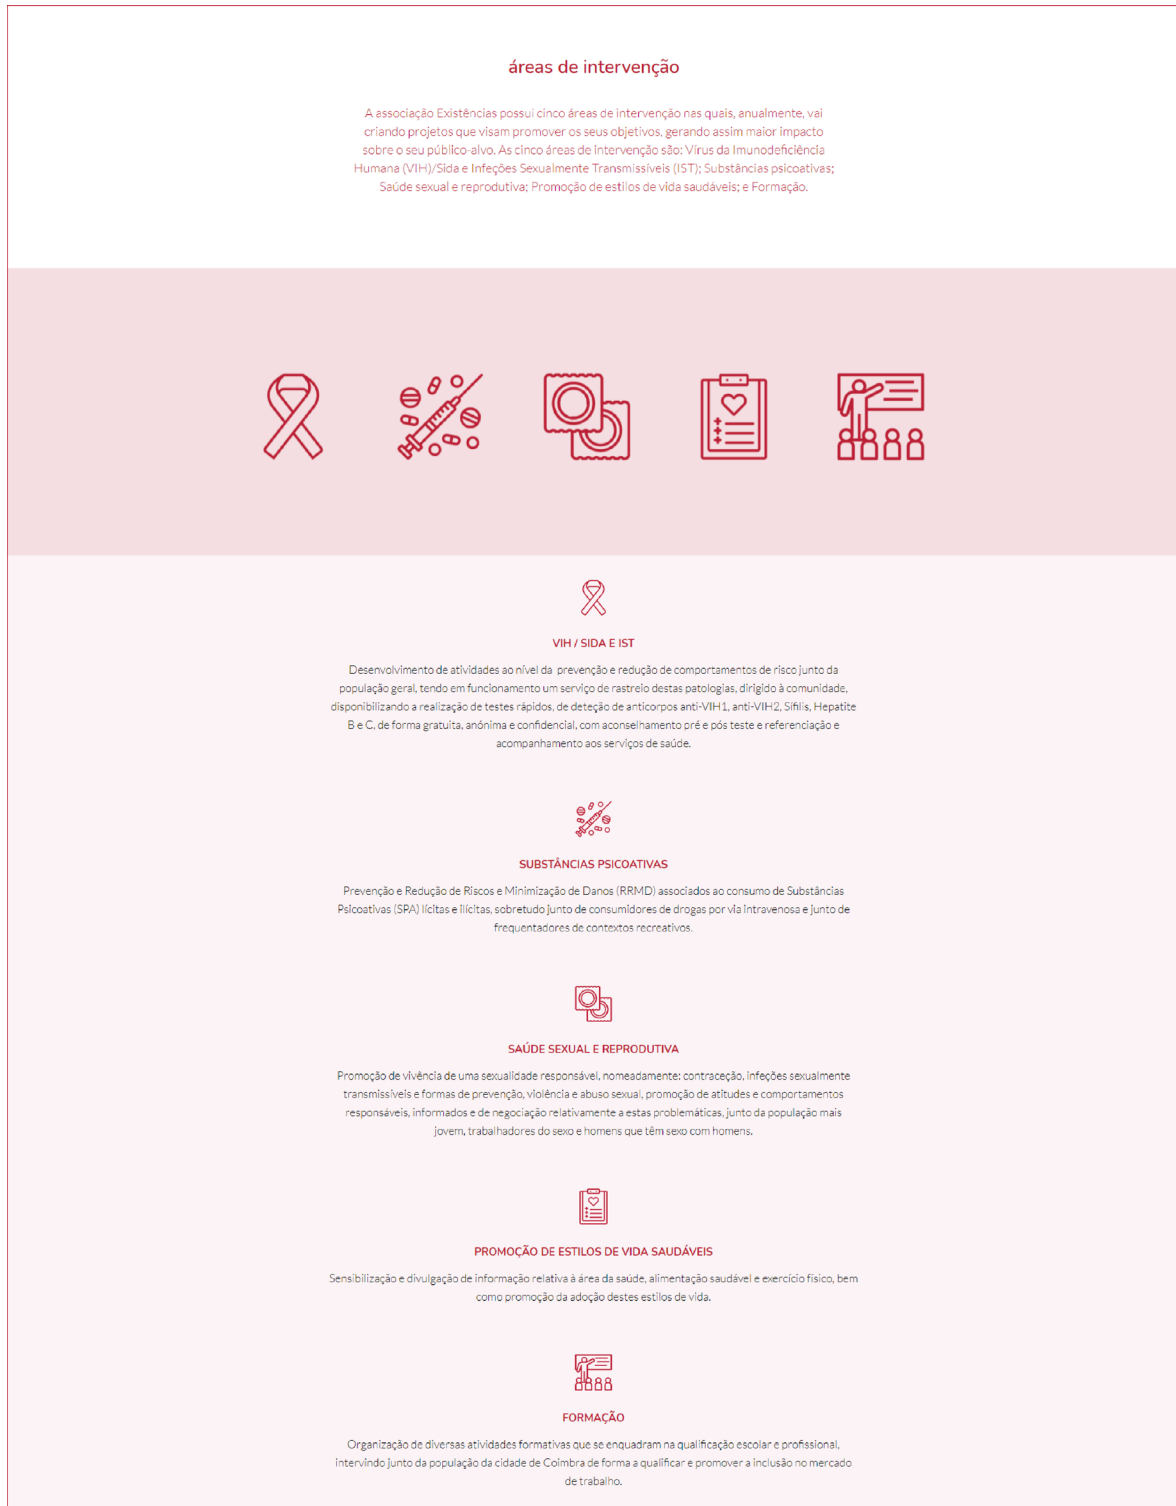 áreas de intervenção
A associação Existências possui cinco áreas de intervenção nas quais, anualmente, vai
criando projetos que visam promover os seus objetivos, gerando assim maior impacto
sobre o seu público-alvo. As cinco áreas de intervenção são: Vírus da Imunodeficiência
Humana (VIH)/Sida e Infeções Sexualmente Transmissíveis (IST); Substâncias psicoativas;
Saúde sexual e reprodutiva; Promoção de estilos de vida saudáveis; e Formação.
VIH / SIDA E IST
Desenvolvimento de atividades ao nível da prevenção e redução de comportamentos de risco junto da
população geral, tendo em funcionamento um serviço de rastreio destas patologias, dirigido à comunidade,
disponibilizando a realização de testes rápidos, de deteção de anticorpos anti-VIH1, anti-VIH2, Sífilis, Hepatite
B e C, de forma gratuita, anónima e confidencial, com aconselhamento pré e pós teste e referenciação e
acompanhamento aos serviços de saúde.
SUBSTÂNCIAS PSICOATIVAS
Prevenção e Redução de Riscos e Minimização de Danos (RRMD) associados ao consumo de Substâncias
Psicoativas (SPA) lícitas e ilícitas, sobretudo junto de consumidores de drogas por via intravenosa e junto de
frequentadores de contextos recreativos.
SAÚDE SEXUAL E REPRODUTIVA
Promoção de vivência de uma sexualidade responsável, nomeadamente: contraceção, infeções sexualmente
transmissíveis e formas de prevenção, violência e abuso sexual, promoção de atitudes e comportamentos
responsáveis, informados e de negociação relativamente a estas problemáticas, junto da população mais
jovem, trabalhadores do sexo e homens que têm sexo com homens.
PROMOÇÃO DE ESTILOS DE VIDA SAUDÁVEIS
Sensibilização e divulgação de informação relativa à área da saúde, alimentação saudável e exercício físico, bem
como promoção da adoção destes estilos de vida.
FORMAÇÃO
Organização de diversas atividades formativas que se enquadram na qualificação escolar e profissional,
intervindo junto da população da cidade de Coimbra de forma a qualificar e promover a inclusão no mercado
de trabalho.